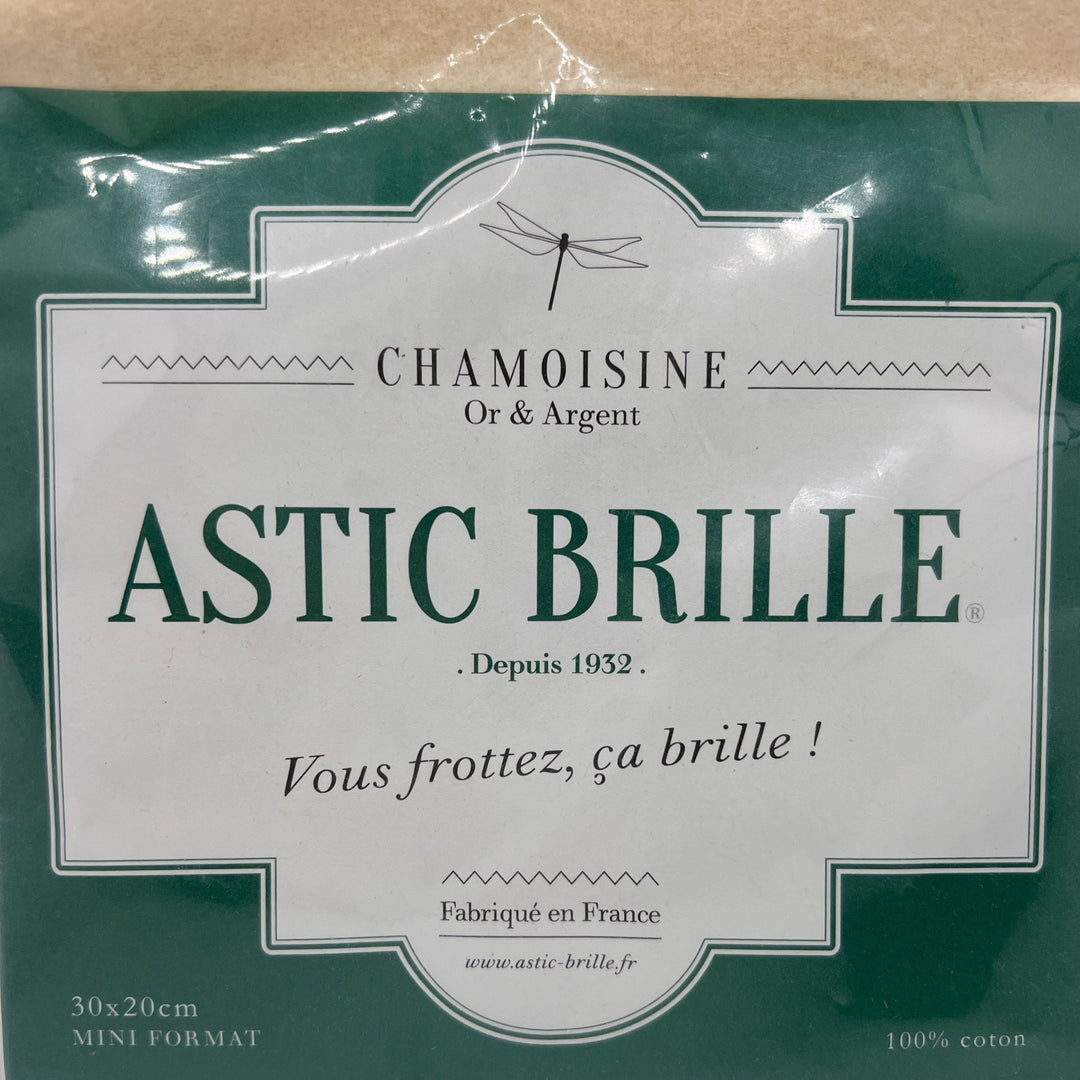 CHAMOISINE
Or & Argent
ASTIC BRILLE®
. Depuis 1932 .
Vous frottez, ça brille !
Fabriqué en France
www.astic-brille.fr
30x20cm
MINI FORMAT
100% coton